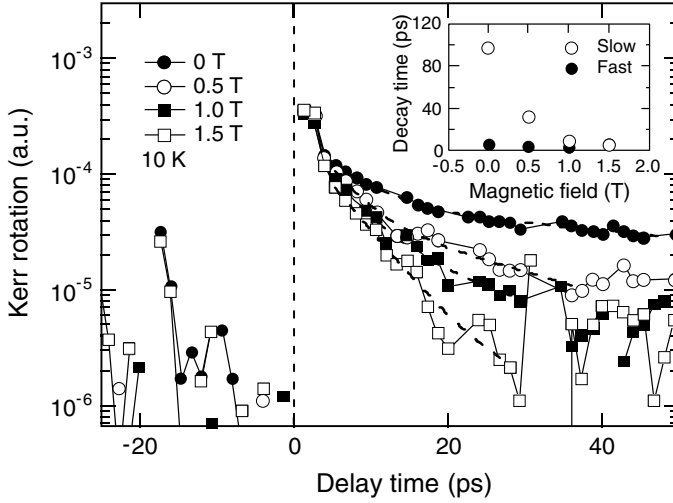 10⁻³
10⁻⁴
10⁻⁵
10⁻⁶
Kerr rotation (a.u.)
0 T
0.5 T
1.0 T
1.5 T
10 K
120
80
40
0
Decay time (ps)
Slow
Fast
-0.5 0.0 0.5 1.0 1.5 2.0
Magnetic field (T)
-20 0 20 40
Delay time (ps)